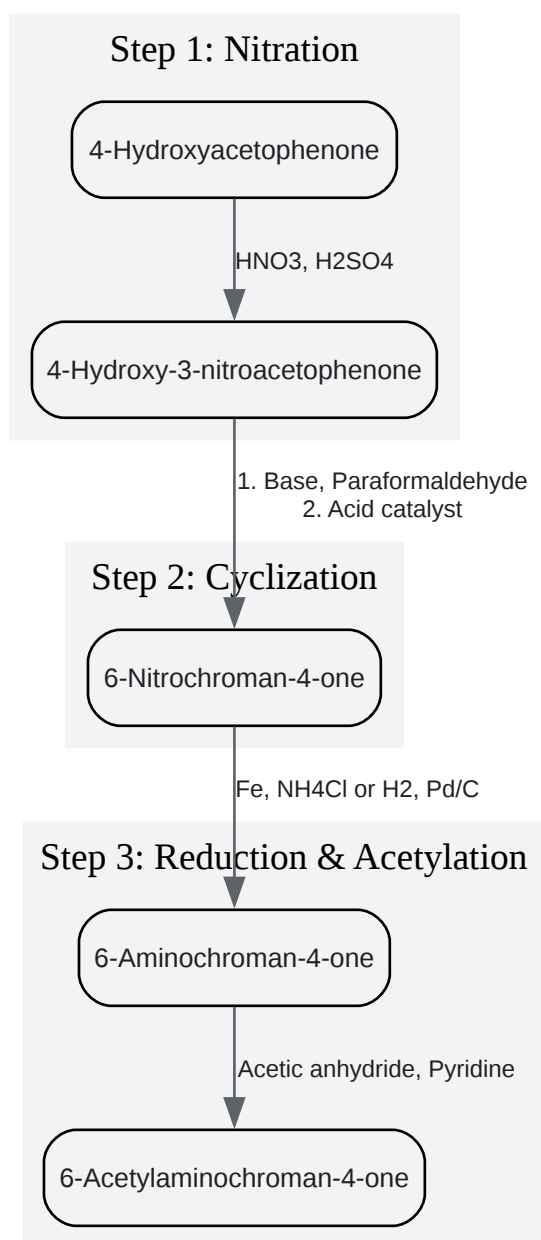 Step 1: Nitration
4-Hydroxyacetophenone
HNO3, H2SO4
4-Hydroxy-3-nitroacetophenone
1. Base, Paraformaldehyde
2. Acid catalyst
Step 2: Cyclization
6-Nitrochroman-4-one
Fe, NH4Cl or H2, Pd/C
Step 3: Reduction & Acetylation
6-Aminochroman-4-one
Acetic anhydride, Pyridine
6-Acetylaminochroman-4-one